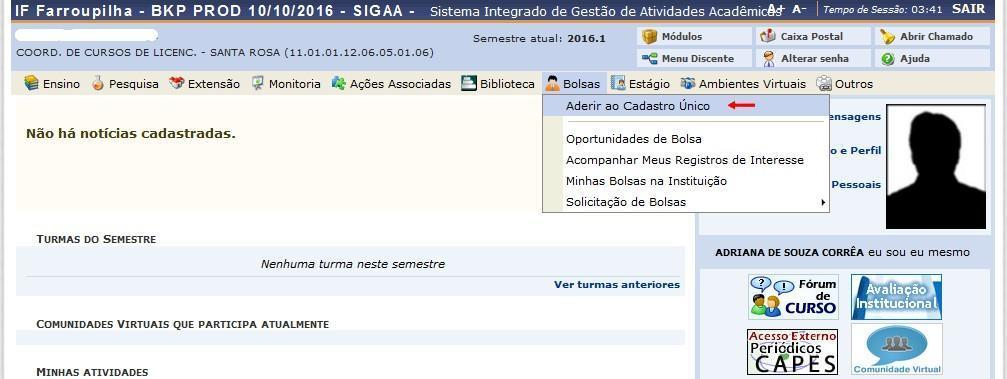 IF Farroupilha - BKP PROD 10/10/2016 - SIGAA - Sistema Integrado de Gestão de Atividades Acadêmicas A+ A- Tempo de Sessão: 03:41 SAIR
Semestre atual: 2016.1
COORD. DE CURSOS DE LICENC. - SANTA ROSA (11.01.01.12.06.05.01.06)
Módulos Caixa Postal Abrir Chamado
Menu Discente Alterar senha Ajuda
Ensino Pesquisa Extensão Monitoria Ações Associadas Biblioteca Bolsas Estágio Ambientes Virtuais Outros
Aderir ao Cadastro Único
Oportunidades de Bolsa
Acompanhar Meus Registros de Interesse
Minhas Bolsas na Instituição
Solicitação de Bolsas
Não há notícias cadastradas.
ensagens
o e Perfil
Pessoais
TURMAS DO SEMESTRE
Nenhuma turma neste semestre
Ver turmas anteriores
COMUNIDADES VIRTUAIS QUE PARTICIPA ATUALMENTE
MINHAS ATIVIDADES
ADRIANA DE SOUZA CORRÊA eu sou eu mesmo
Fórum de CURSO
Avaliação Institucional
Acesso Externo Periódicos CAPES
Comunidade Virtual